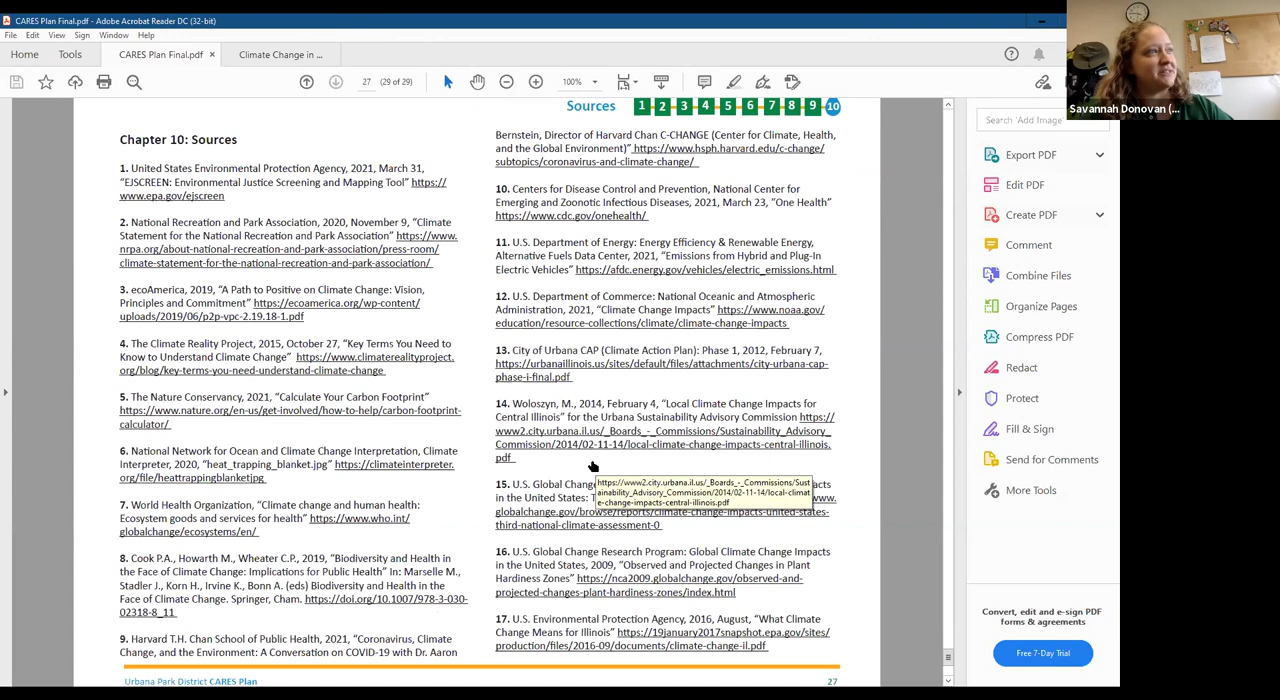 CARES Plan Final.pdf - Adobe Acrobat Reader DC (32-bit)
File Edit View Sign Window Help
Home Tools CARES Plan Final.pdf × Climate Change in ...
27 (29 of 29) 100%
Savannah Donovan (...
Sources 1 2 3 4 5 6 7 8 9 10
Chapter 10: Sources
1. United States Environmental Protection Agency, 2021, March 31,
“EJSCREEN: Environmental Justice Screening and Mapping Tool” https://
www.epa.gov/ejscreen
2. National Recreation and Park Association, 2020, November 9, “Climate
Statement for the National Recreation and Park Association” https://www.
nrpa.org/about-national-recreation-and-park-association/press-room/
climate-statement-for-the-national-recreation-and-park-association/
3. ecoAmerica, 2019, “A Path to Positive on Climate Change: Vision,
Principles and Commitment” https://ecoamerica.org/wp-content/
uploads/2019/06/p2p-vpc-2.19.18-1.pdf
4. The Climate Reality Project, 2015, October 27, “Key Terms You Need to
Know to Understand Climate Change” https://www.climaterealityproject.
org/blog/key-terms-you-need-understand-climate-change
5. The Nature Conservancy, 2021, “Calculate Your Carbon Footprint”
https://www.nature.org/en-us/get-involved/how-to-help/carbon-footprint-
calculator/
6. National Network for Ocean and Climate Change Interpretation, Climate
Interpreter, 2020, “heat_trapping_blanket.jpg” https://climateinterpreter.
org/file/heattrappingblanketjpg
7. World Health Organization, “Climate change and human health:
Ecosystem goods and services for health” https://www.who.int/
globalchange/ecosystems/en/
8. Cook P.A., Howarth M., Wheater C.P., 2019, “Biodiversity and Health in
the Face of Climate Change: Implications for Public Health” In: Marselle M.,
Stadler J., Korn H., Irvine K., Bonn A. (eds) Biodiversity and Health in the
Face of Climate Change. Springer, Cham. https://doi.org/10.1007/978-3-030-
02318-8_11
9. Harvard T.H. Chan School of Public Health, 2021, “Coronavirus, Climate
Change, and the Environment: A Conversation on COVID-19 with Dr. Aaron
Bernstein, Director of Harvard Chan C-CHANGE (Center for Climate, Health,
and the Global Environment)” https://www.hsph.harvard.edu/c-change/
subtopics/coronavirus-and-climate-change/
10. Centers for Disease Control and Prevention, National Center for
Emerging and Zoonotic Infectious Diseases, 2021, March 23, “One Health”
https://www.cdc.gov/onehealth/
11. U.S. Department of Energy: Energy Efficiency & Renewable Energy,
Alternative Fuels Data Center, 2021, “Emissions from Hybrid and Plug-In
Electric Vehicles” https://afdc.energy.gov/vehicles/electric_emissions.html
12. U.S. Department of Commerce: National Oceanic and Atmospheric
Administration, 2021, “Climate Change Impacts” https://www.noaa.gov/
education/resource-collections/climate/climate-change-impacts
13. City of Urbana CAP (Climate Action Plan): Phase 1, 2012, February 7,
https://urbanaillinois.us/sites/default/files/attachments/city-urbana-cap-
phase-i-final.pdf
14. Woloszyn, M., 2014, February 4, “Local Climate Change Impacts for
Central Illinois” for the Urbana Sustainability Advisory Commission https://
www2.city.urbana.il.us/_Boards_-_Commissions/Sustainability_Advisory_
Commission/2014/02-11-14/local-climate-change-impacts-central-illinois.
pdf
https://www2.city.urbana.il.us/_Boards_-_Commissions/Sust
ainability_Advisory_Commission/2014/02-11-14/local-climat
e-change-impacts-central-illinois.pdf
15. U.S. Global Chang
in the United States: T www.
globalchange.gov/browse/reports/climate-change-impacts-united-states-
third-national-climate-assessment-0
16. U.S. Global Change Research Program: Global Climate Change Impacts
in the United States, 2009, “Observed and Projected Changes in Plant
Hardiness Zones” https://nca2009.globalchange.gov/observed-and-
projected-changes-plant-hardiness-zones/index.html
17. U.S. Environmental Protection Agency, 2016, August, “What Climate
Change Means for Illinois” https://19january2017snapshot.epa.gov/sites/
production/files/2016-09/documents/climate-change-il.pdf
Urbana Park District CARES Plan 27
Search 'Add Image'
Export PDF
Edit PDF
Create PDF
Comment
Combine Files
Organize Pages
Compress PDF
Redact
Protect
Fill & Sign
Send for Comments
More Tools
Convert, edit and e-sign PDF
forms & agreements
Free 7-Day Trial